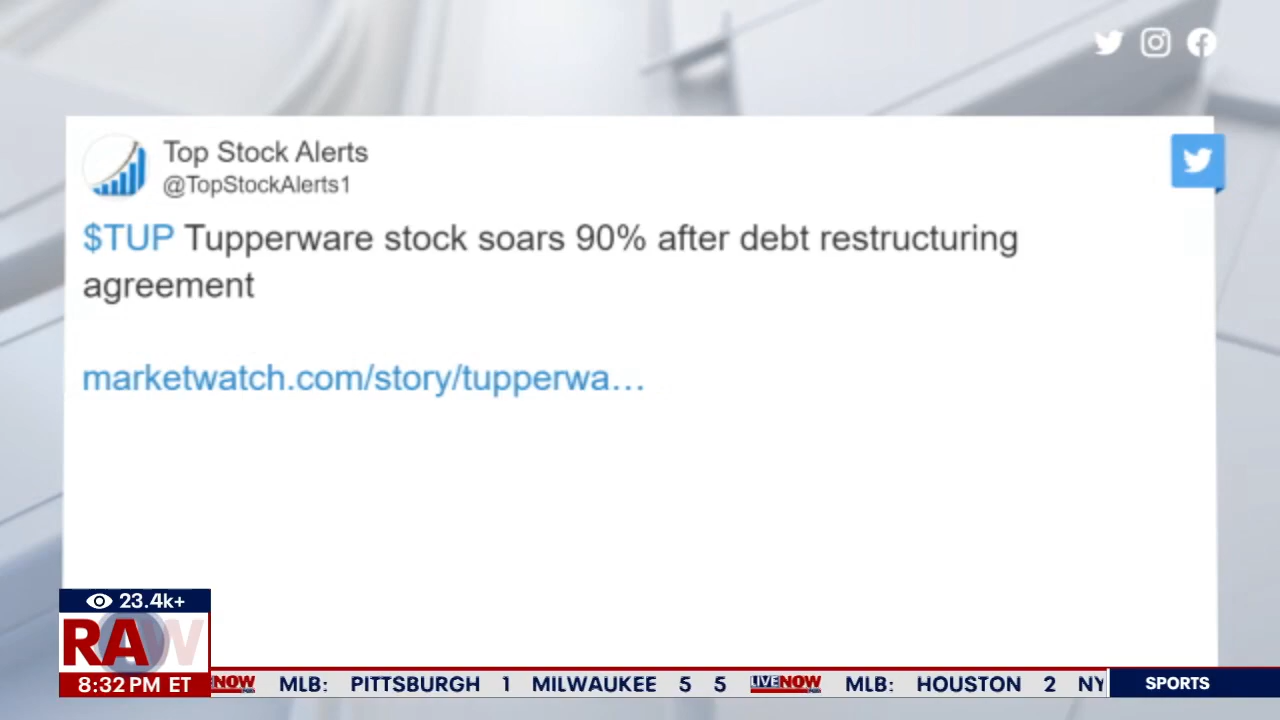 Top Stock Alerts
@TopStockAlerts1
$TUP Tupperware stock soars 90% after debt restructuring
agreement
marketwatch.com/story/tupperwa…
23.4k+
RAW
8:32 PM ET
NOW MLB: PITTSBURGH 1 MILWAUKEE 5 5 LIVENOW MLB: HOUSTON 2 NY
SPORTS